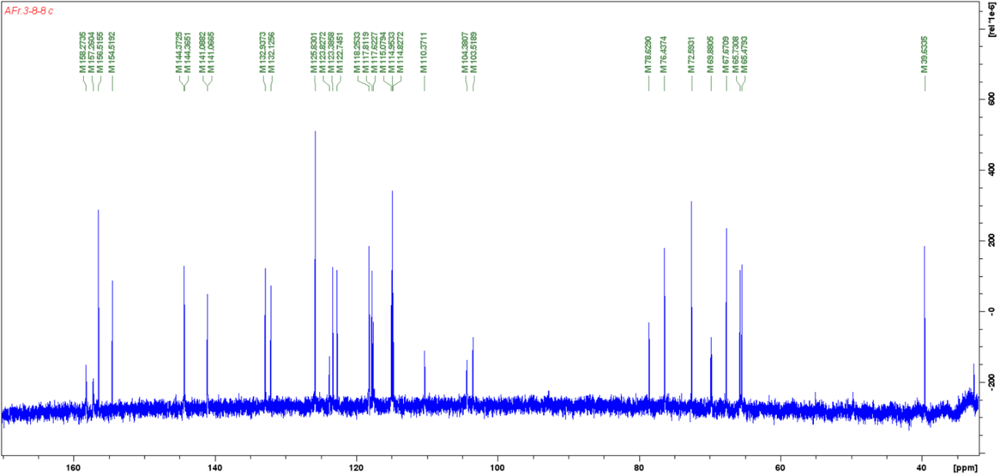 AFr.3-8-8 c
[rel *1e-6]
M 158.2735
M 157.2604
M 156.5155
M 154.5192
M 144.3725
M 144.3651
M 141.0882
M 141.0665
M 132.9373
M 132.1256
M 125.8301
M 123.8272
M 123.3858
M 122.7451
M 118.2533
M 117.8119
M 117.6227
M 115.0794
M 114.9533
M 114.8272
M 110.3711
M 104.3807
M 103.5189
M 78.6290
M 76.4374
M 72.5931
M 69.8805
M 67.6709
M 65.7308
M 65.4793
M 39.6335
600
400
200
-0
-200
160
140
120
100
80
60
40
[ppm]